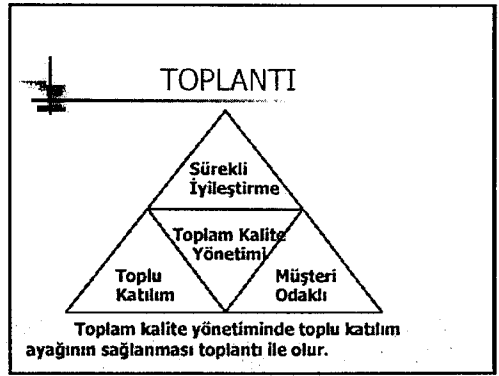 TOPLANTI
Sürekli
İyileştirme
Toplam Kalite
Yönetimi
Toplu
Katılım
Müşteri
Odaklı
Toplam kalite yönetiminde toplu katılım
ayağının sağlanması toplantı ile olur.